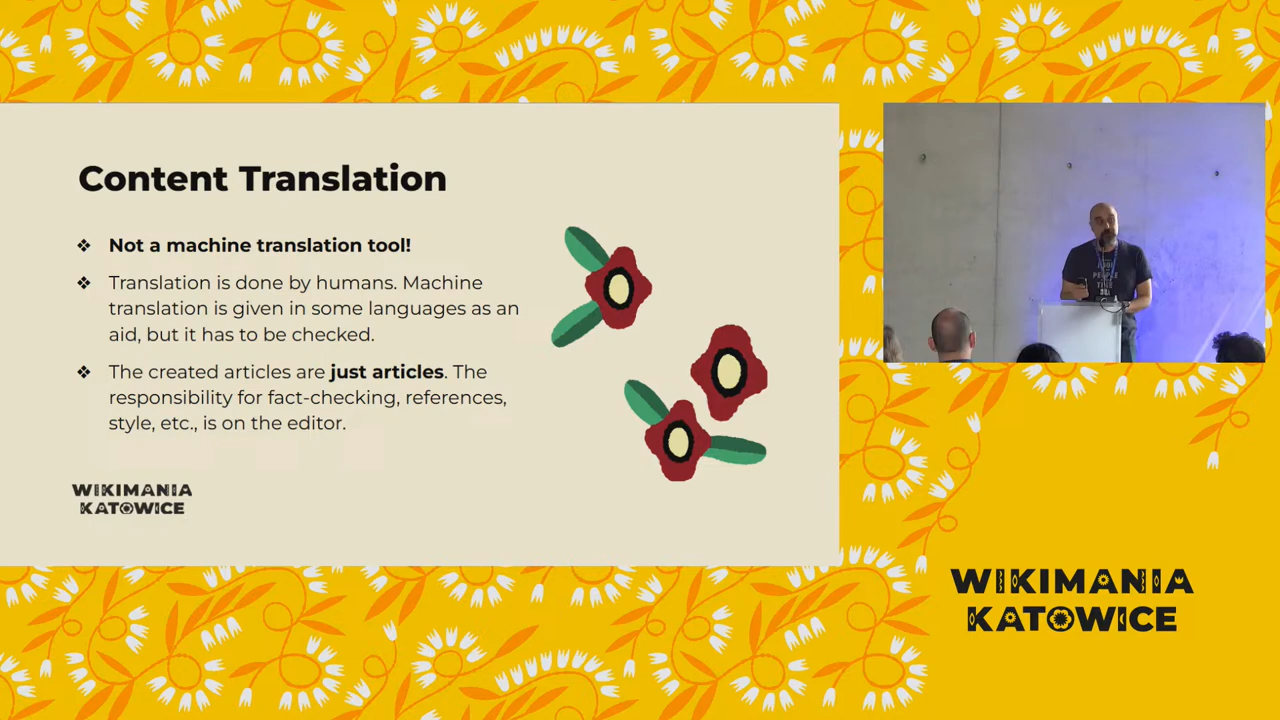 Content Translation
❖ Not a machine translation tool!
❖ Translation is done by humans. Machine
translation is given in some languages as an
aid, but it has to be checked.
❖ The created articles are just articles. The
responsibility for fact-checking, references,
style, etc., is on the editor.
WIKIMANIA
KATOWICE
PEOPLE
WIKIMANIA
KATOWICE